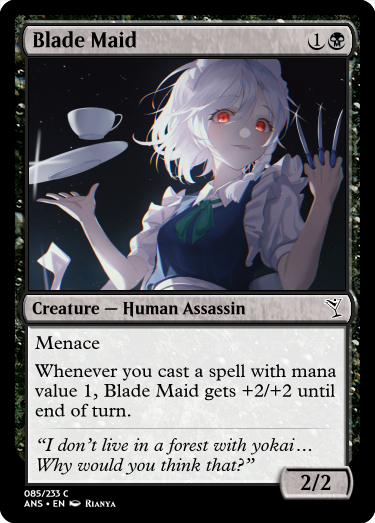 Blade Maid 1
Creature — Human Assassin
Menace
Whenever you cast a spell with mana
value 1, Blade Maid gets +2/+2 until
end of turn.
“I don’t live in a forest with yokai…
Why would you think that?”
2/2
085/233 C
ANS • EN Rianya